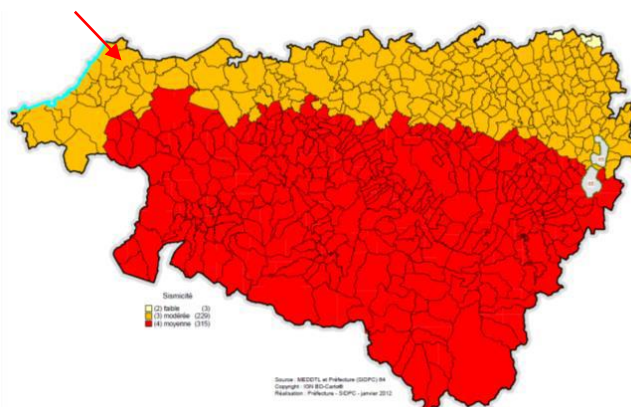 Sismicité
(2) faible (3)
(3) modérée (229)
(4) moyenne (315)
Source : MEDDTL et Préfecture (SIDPC) 64
Copyright : IGN BD-Carto®
Réalisation : Préfecture - SIDPC - janvier 2012